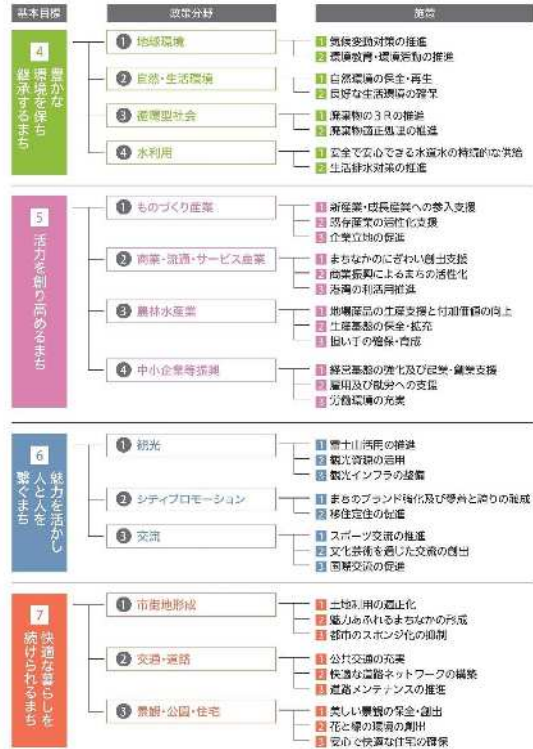 基本目標 政策分野 施策
4 豊かな環境を保ち継承するまち
1 地域環境
1 気候変動対策の推進
2 環境教育・環境活動の推進
2 自然・生活環境
1 自然環境の保全・再生
2 良好な生活環境の確保
3 循環型社会
1 廃棄物の3Rの推進
2 廃棄物適正処理の推進
4 水利用
1 安全で安心できる水道水の持続的な供給
2 生活排水対策の推進
5 活力を創り高めるまち
1 ものづくり産業
1 新産業・成長産業への参入支援
2 既存産業の活性化支援
3 企業立地の促進
2 商業・流通・サービス産業
1 まちなかのにぎわい創出支援
2 商業振興によるまちの活性化
3 港湾の利活用推進
3 農林水産業
1 地場産品の生産支援と付加価値の向上
2 生産基盤の保全・拡充
3 担い手の確保・育成
4 中小企業等振興
1 経営基盤の強化及び起業・創業支援
2 雇用及び就労への支援
3 労働環境の充実
6 魅力を活かし人と人を繋ぐまち
1 観光
1 富士山活用の推進
2 観光資源の活用
3 観光インフラの整備
2 シティプロモーション
1 まちのブランド強化及び愛着と誇りの醸成
2 移住定住の促進
3 交流
1 スポーツ交流の推進
2 文化芸術を通じた交流の創出
3 国際交流の促進
7 快適な暮らしを続けられるまち
1 市街地形成
1 土地利用の適正化
2 魅力あふれるまちなかの形成
3 都市のスポンジ化の抑制
2 交通・道路
1 公共交通の充実
2 快適な道路ネットワークの構築
3 道路メンテナンスの推進
3 景観・公園・住宅
1 美しい景観の保全・創出
2 花と緑の環境の創出
3 安心で快適な住宅の確保